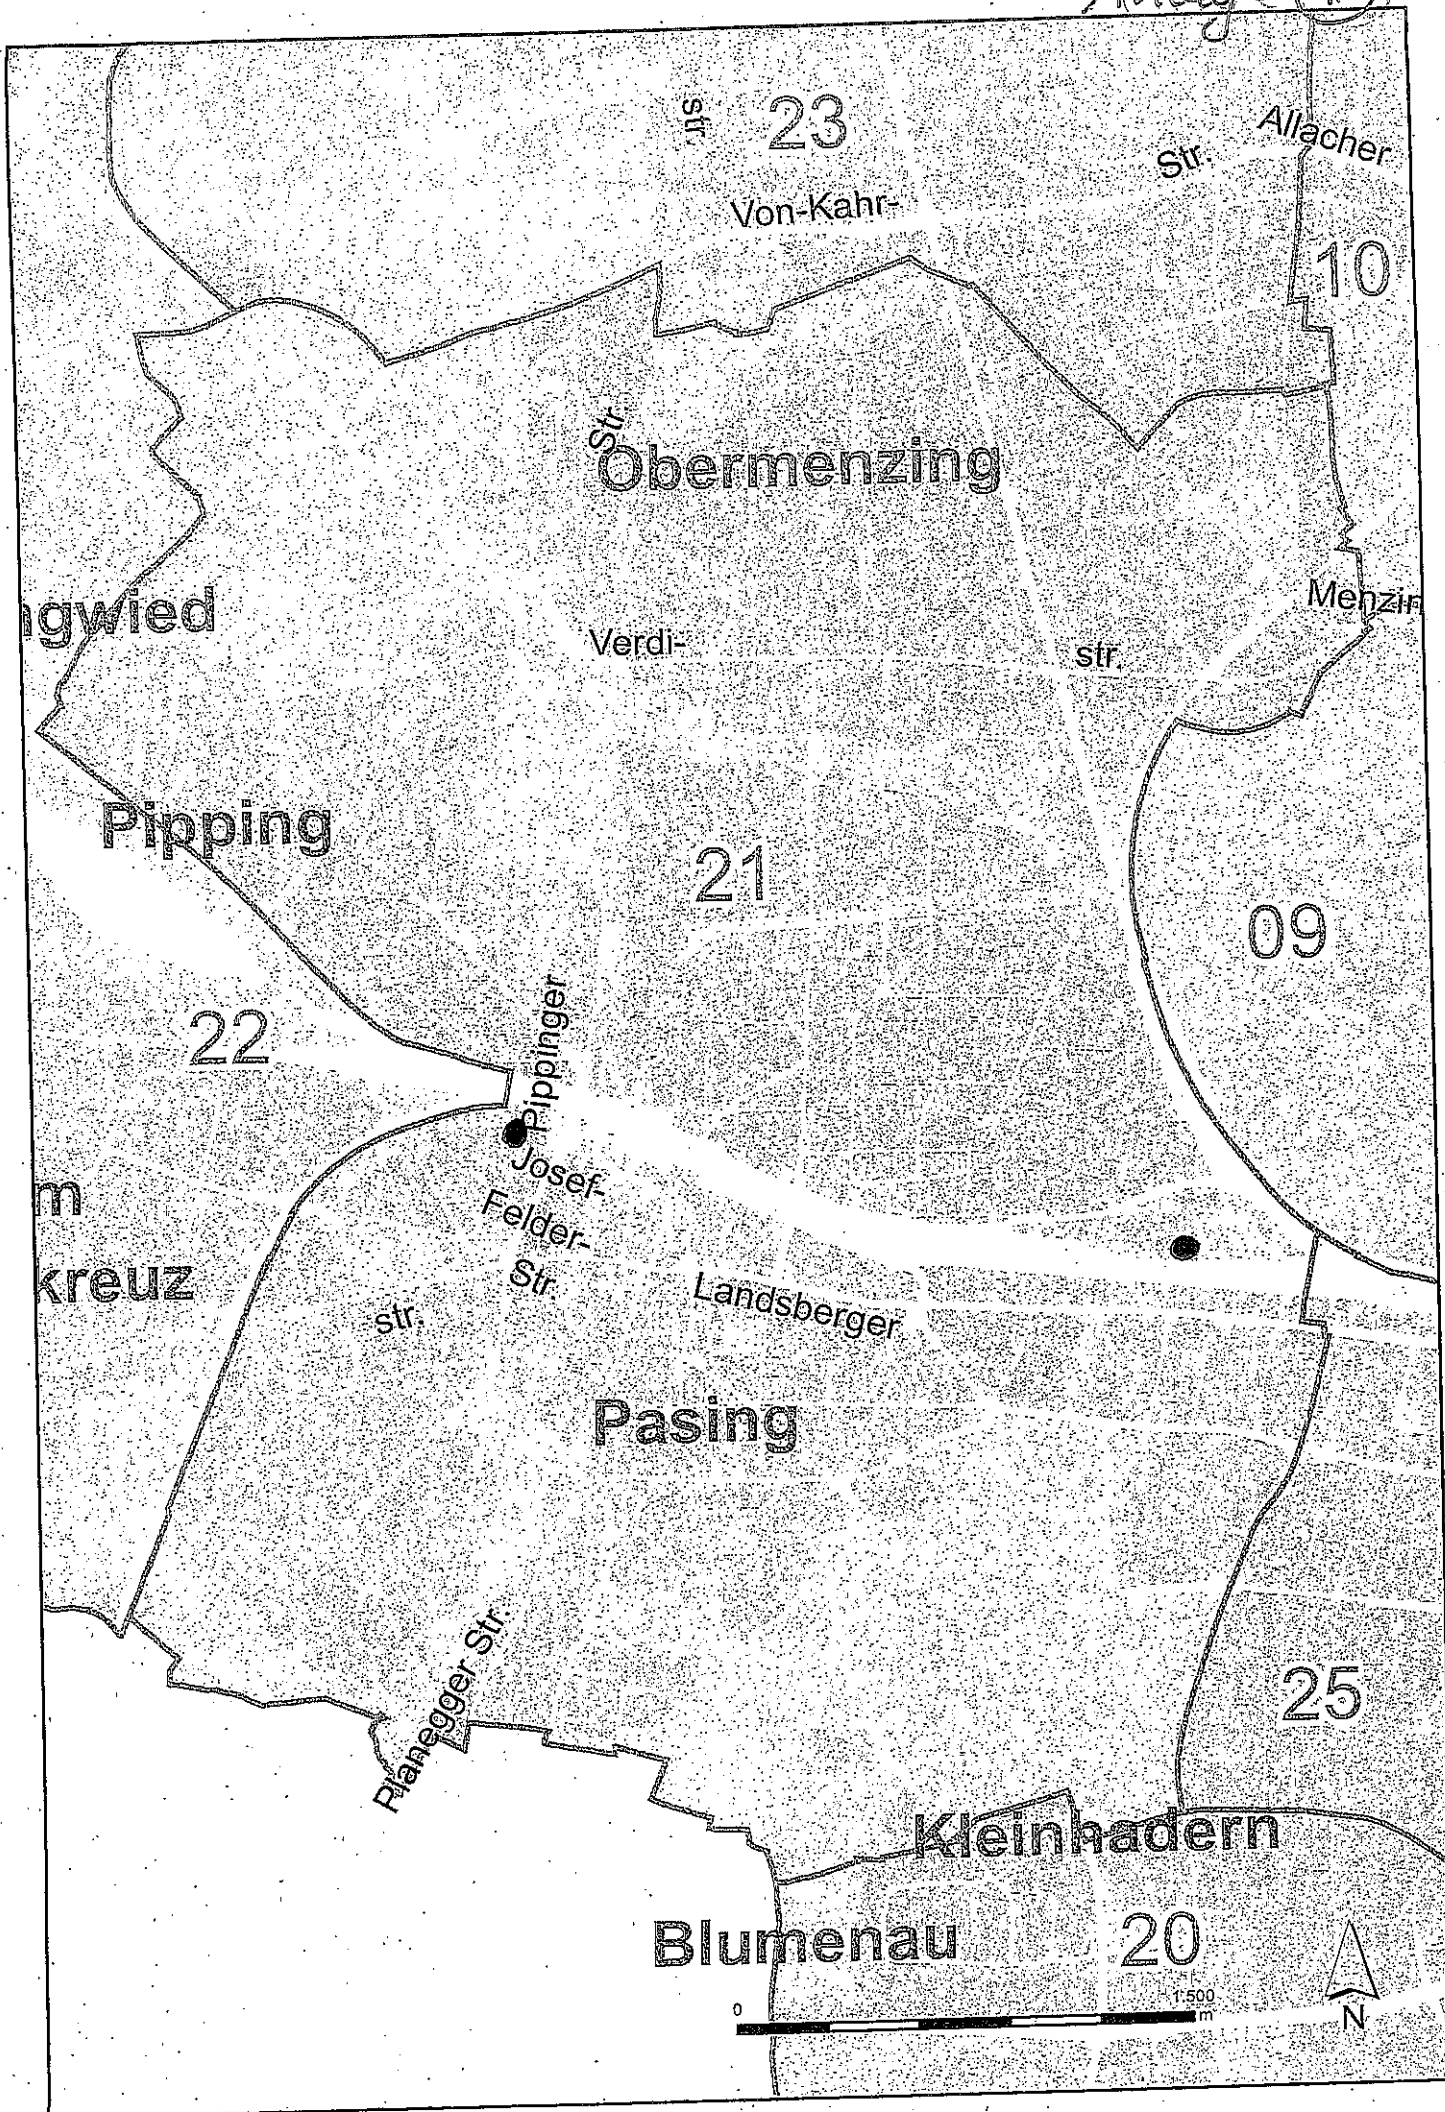 str.
23
Allacher
Str.
Von-Kahr-
10
Str.
Obermenzing
ngwied
Menzin
Verdi-
str.
Pipping
21
09
22
Pippinger
Josef-
Felder-
Str.
m
kreuz
Landsberger
str.
Pasing
Planegger Str.
25
Kleinhadern
Blumenau
20
0
1'500
m
N